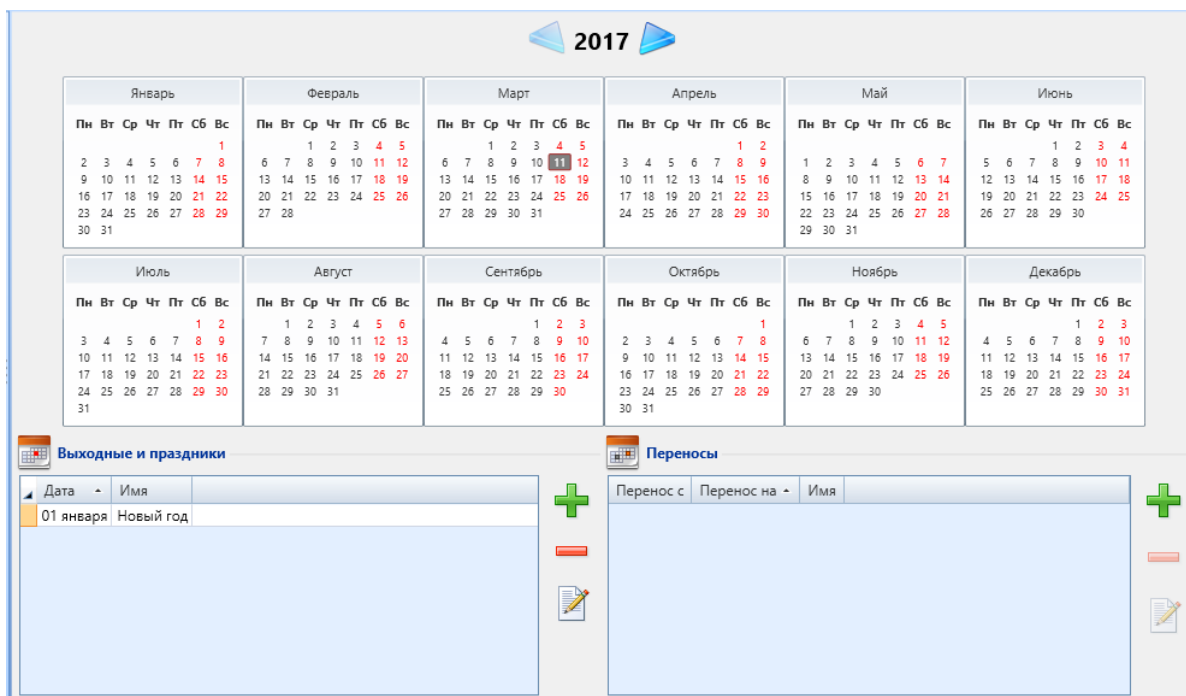 2017
Январь Февраль Март Апрель Май Июнь
Пн Вт Ср Чт Пт Сб Вс Пн Вт Ср Чт Пт Сб Вс Пн Вт Ср Чт Пт Сб Вс Пн Вт Ср Чт Пт Сб Вс Пн Вт Ср Чт Пт Сб Вс Пн Вт Ср Чт Пт Сб Вс
1 1 2 3 4 5 1 2 3 4 5 1 2 1 2 3 4
2 3 4 5 6 7 8 6 7 8 9 10 11 12 6 7 8 9 10 11 12 3 4 5 6 7 8 9 1 2 3 4 5 6 7 5 6 7 8 9 10 11
9 10 11 12 13 14 15 13 14 15 16 17 18 19 13 14 15 16 17 18 19 10 11 12 13 14 15 16 8 9 10 11 12 13 14 12 13 14 15 16 17 18
16 17 18 19 20 21 22 20 21 22 23 24 25 26 20 21 22 23 24 25 26 17 18 19 20 21 22 23 15 16 17 18 19 20 21 19 20 21 22 23 24 25
23 24 25 26 27 28 29 27 28 27 28 29 30 31 24 25 26 27 28 29 30 22 23 24 25 26 27 28 26 27 28 29 30
30 31 29 30 31
Июль Август Сентябрь Октябрь Ноябрь Декабрь
Пн Вт Ср Чт Пт Сб Вс Пн Вт Ср Чт Пт Сб Вс Пн Вт Ср Чт Пт Сб Вс Пн Вт Ср Чт Пт Сб Вс Пн Вт Ср Чт Пт Сб Вс Пн Вт Ср Чт Пт Сб Вс
1 2 1 2 3 4 5 6 1 2 3 1 1 2 3 4 5 1 2 3
3 4 5 6 7 8 9 7 8 9 10 11 12 13 4 5 6 7 8 9 10 2 3 4 5 6 7 8 6 7 8 9 10 11 12 4 5 6 7 8 9 10
10 11 12 13 14 15 16 14 15 16 17 18 19 20 11 12 13 14 15 16 17 9 10 11 12 13 14 15 13 14 15 16 17 18 19 11 12 13 14 15 16 17
17 18 19 20 21 22 23 21 22 23 24 25 26 27 18 19 20 21 22 23 24 16 17 18 19 20 21 22 20 21 22 23 24 25 26 18 19 20 21 22 23 24
24 25 26 27 28 29 30 28 29 30 31 25 26 27 28 29 30 23 24 25 26 27 28 29 27 28 29 30 25 26 27 28 29 30 31
31 30 31
Выходные и праздники Переносы
Дата Имя Перенос с Перенос на Имя
01 января Новый год